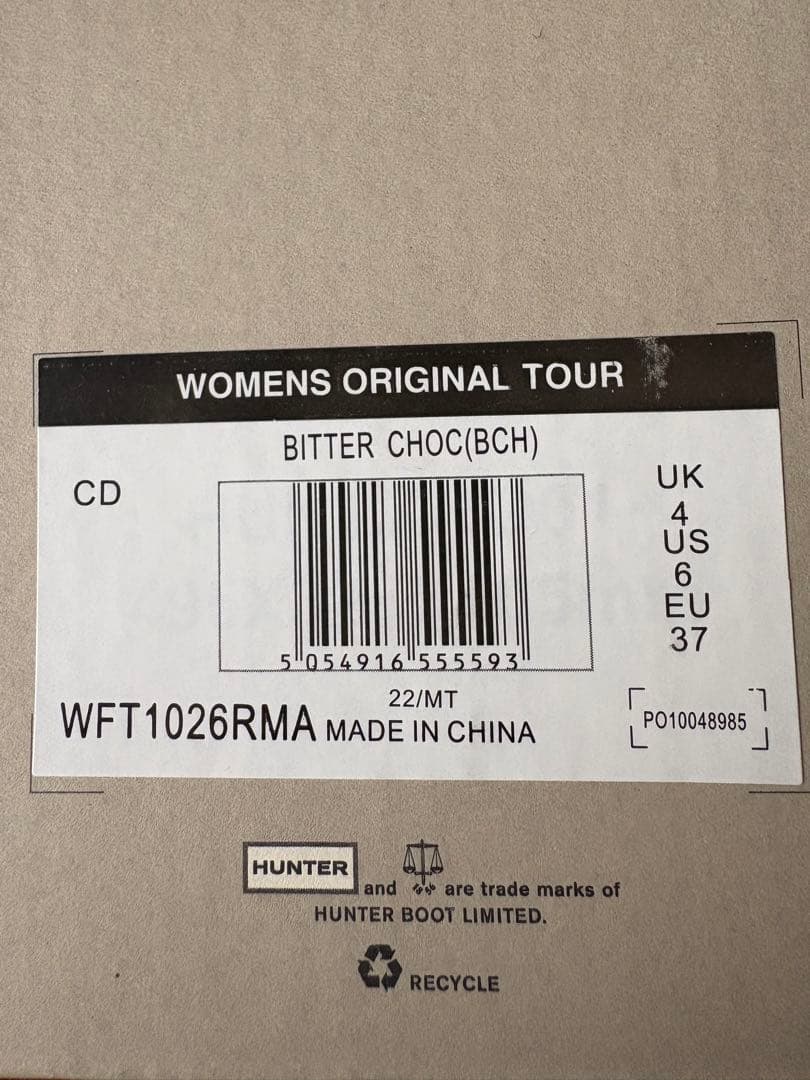 WOMENS ORIGINAL TOUR
BITTER CHOC(BCH)
CD
UK
4
US
6
EU
37
5 054916 555593
22/MT
WFT1026RMA MADE IN CHINA
PO10048985
HUNTER and are trade marks of
HUNTER BOOT LIMITED.
RECYCLE